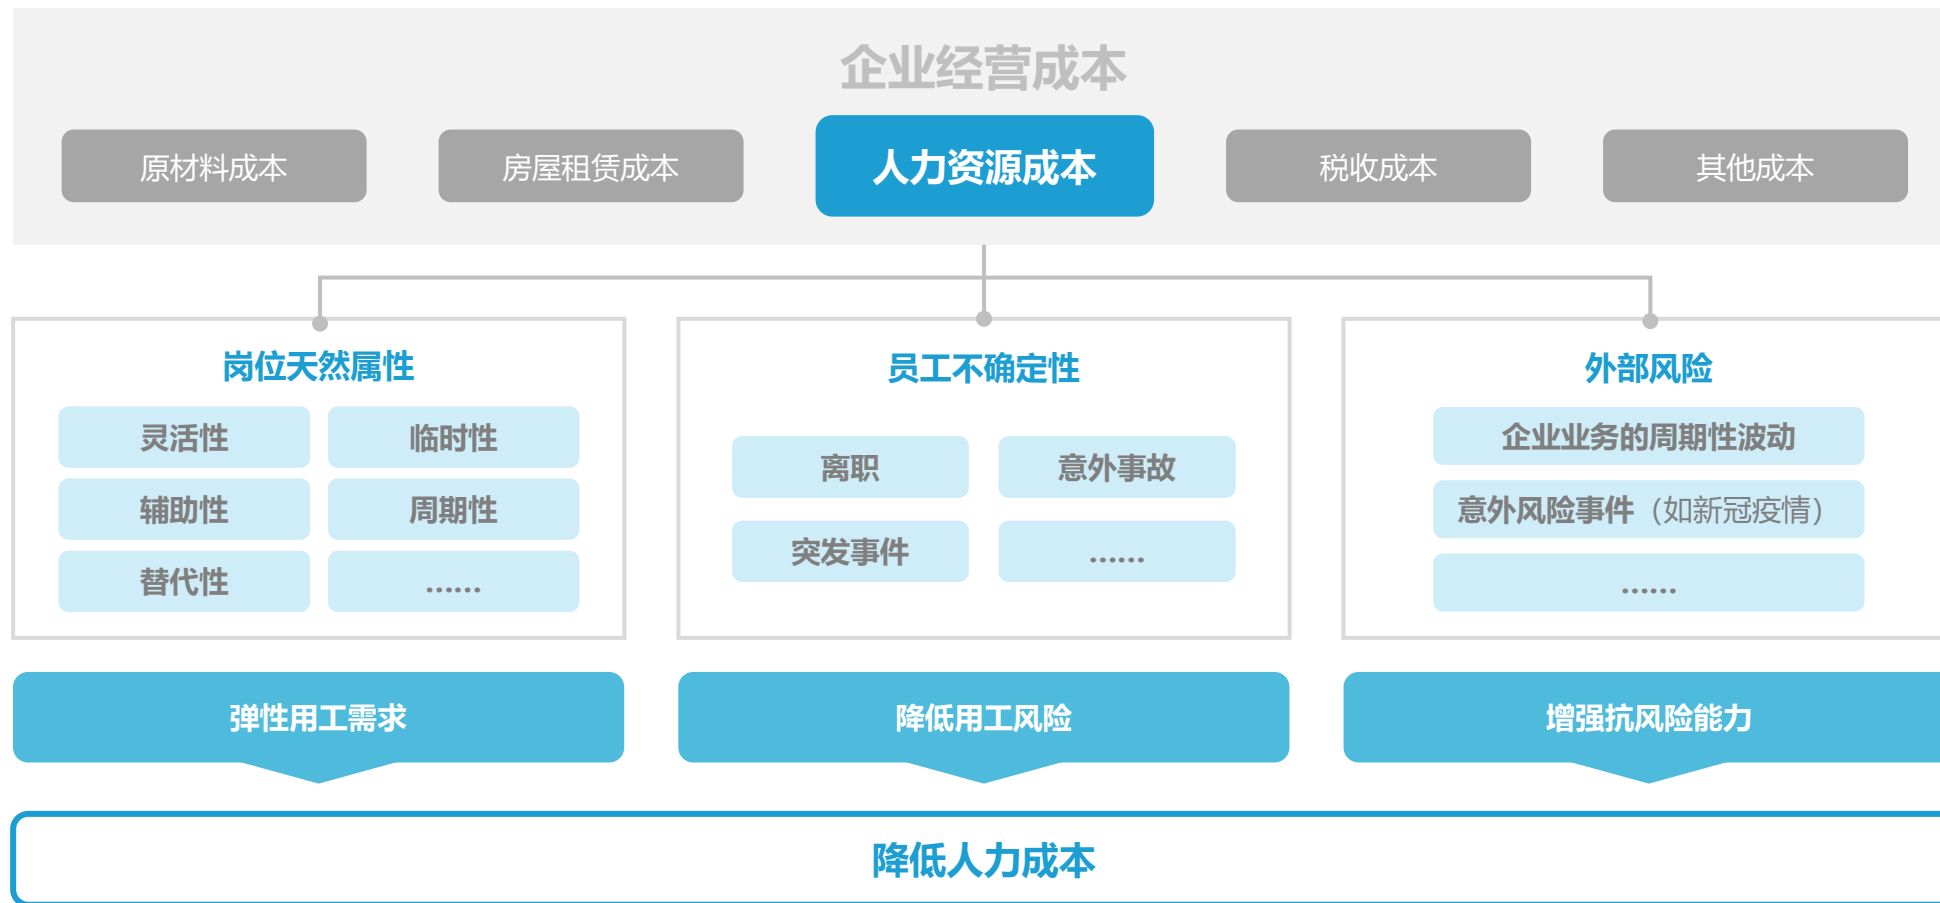 企业经营成本
原材料成本
房屋租赁成本
人力资源成本
税收成本
其他成本
岗位天然属性
灵活性
临时性
辅助性
周期性
替代性
……
员工不确定性
离职
意外事故
突发事件
……
外部风险
企业业务的周期性波动
意外风险事件（如新冠疫情）
……
弹性用工需求
降低用工风险
增强抗风险能力
降低人力成本